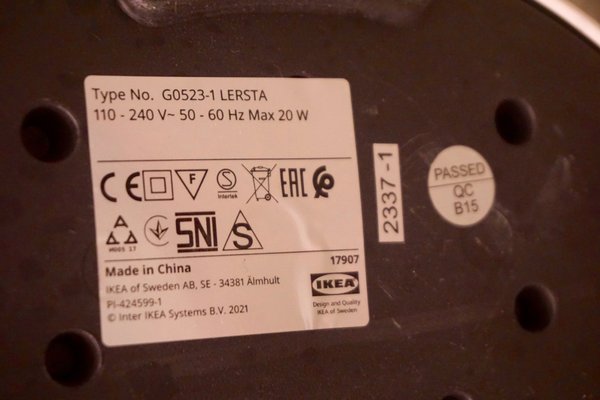 Type No. G0523-1 LERSTA
110 - 240 V~ 50 - 60 Hz Max 20 W
CE F S Intertek EAC
SNI S
Made in China
17907
IKEA of Sweden AB, SE - 34381 Älmhult
PI-424599-1
© Inter IKEA Systems B.V. 2021
IKEA
Design and Quality
IKEA of Sweden
2337-1
PASSED
QC
B15